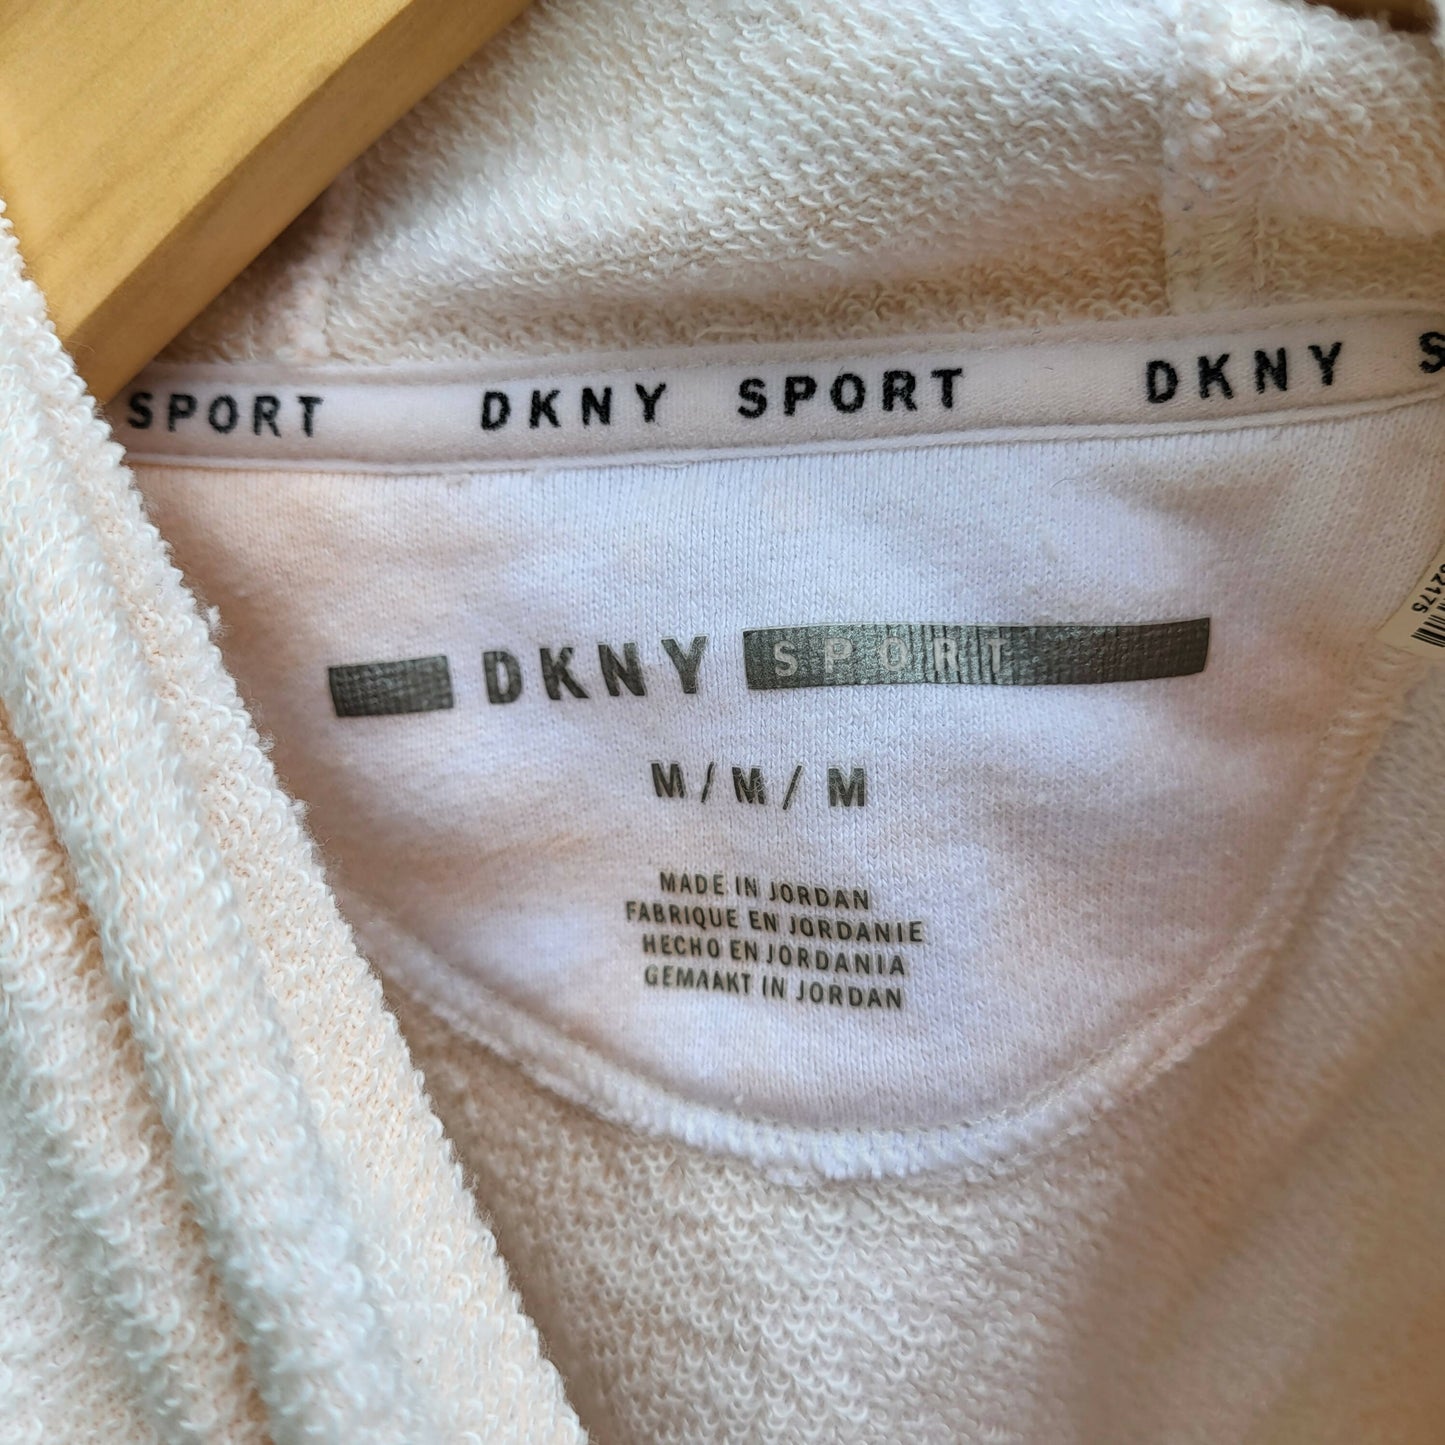 SPORT DKNY SPORT DKNY S
DKNY SPORT
M/M/M
MADE IN JORDAN
FABRIQUE EN JORDANIE
HECHO EN JORDANIA
GEMAAKT IN JORDAN